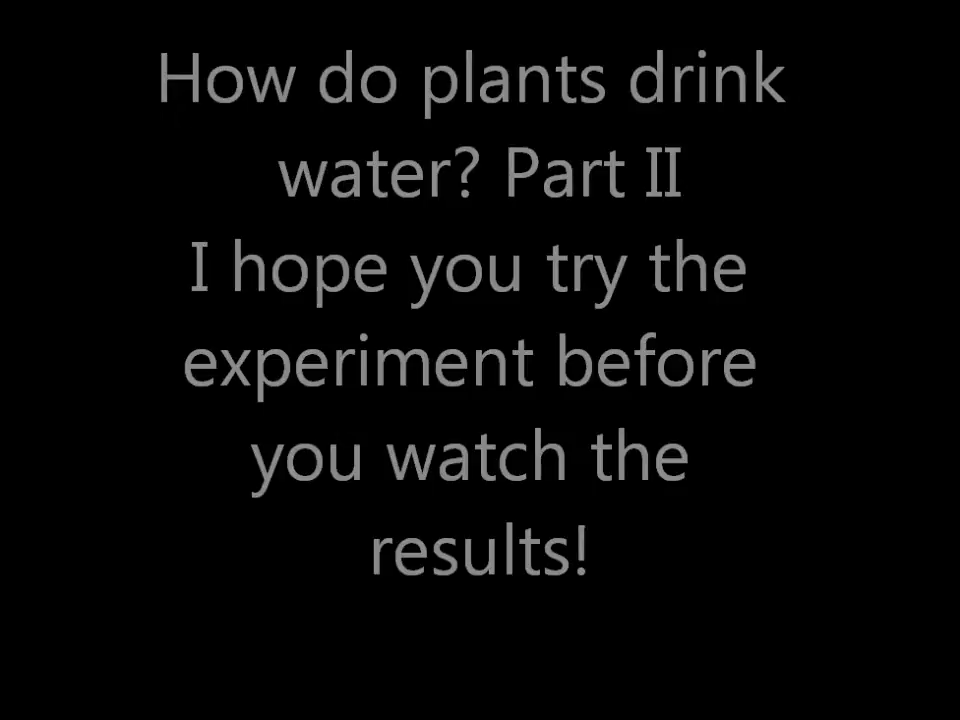 How do plants drink
water? Part II
I hope you try the
experiment before
you watch the
results!